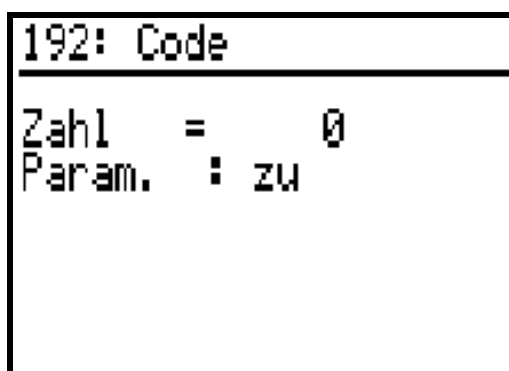 192: Code
Zahl = 0
Param. : zu